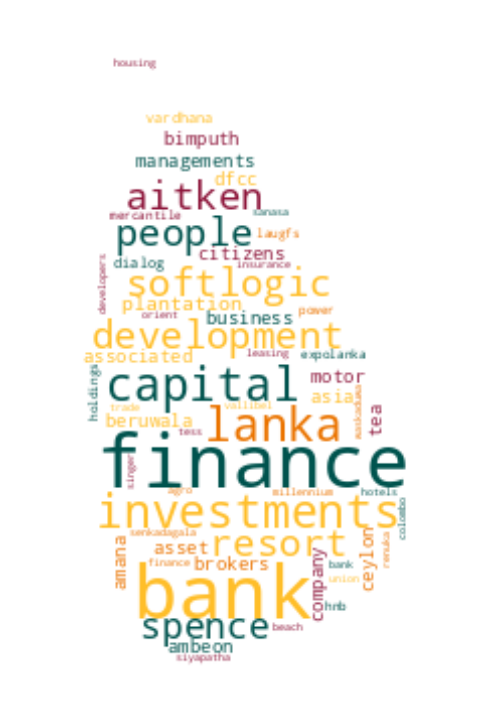 housing
vardhana
bimputh
managements
dfcc
aitken
mercantile
sanasa
people
laugfs
citizens
dialog
insurance
developers
softlogic
plantation
power
orient
business
development
associated
leasing
expolanka
holdings
capital
motor
asia
trade
vallibel
beruwala
lanka
waskaduwa
tea
tess
finance
singer
agro
millennium
hotels
investments
colombo
senkadagala
resort
renuka
asset
amana
finance
brokers
company
bank
ceylon
union
bank
hnb
spence
beach
ambeon
siyapatha